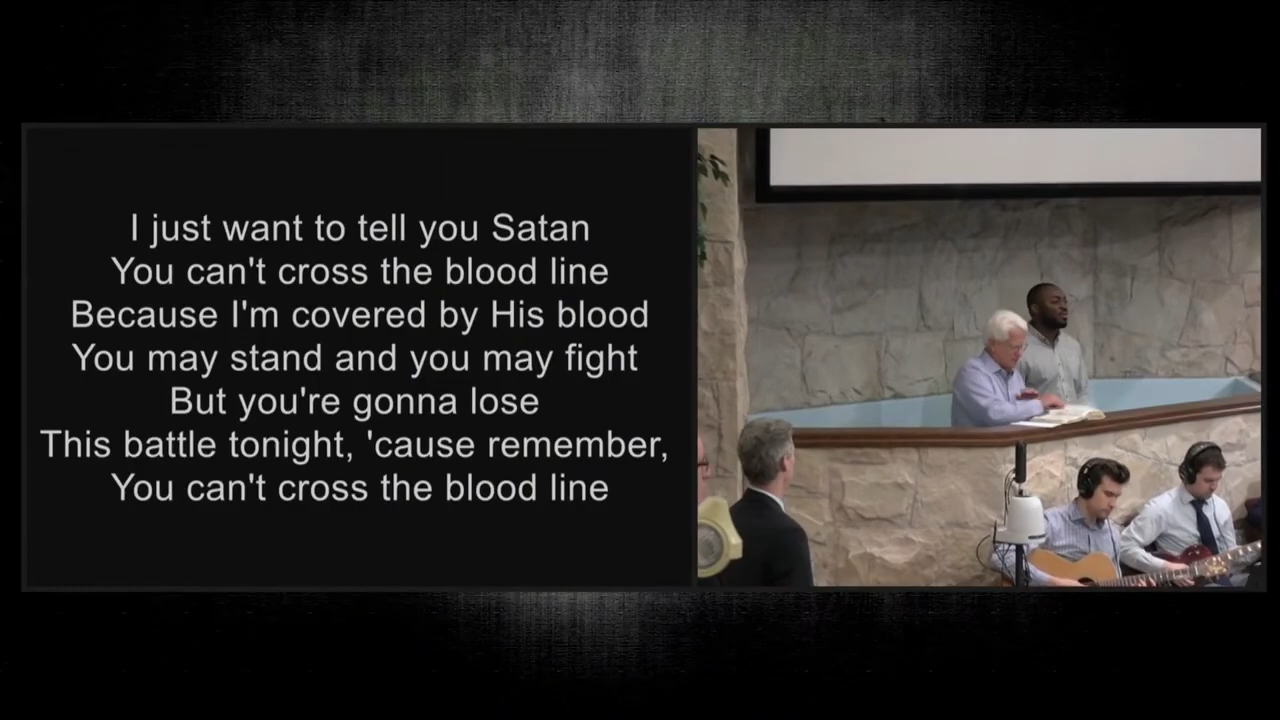 I just want to tell you Satan
You can't cross the blood line
Because I'm covered by His blood
You may stand and you may fight
But you're gonna lose
This battle tonight, 'cause remember,
You can't cross the blood line